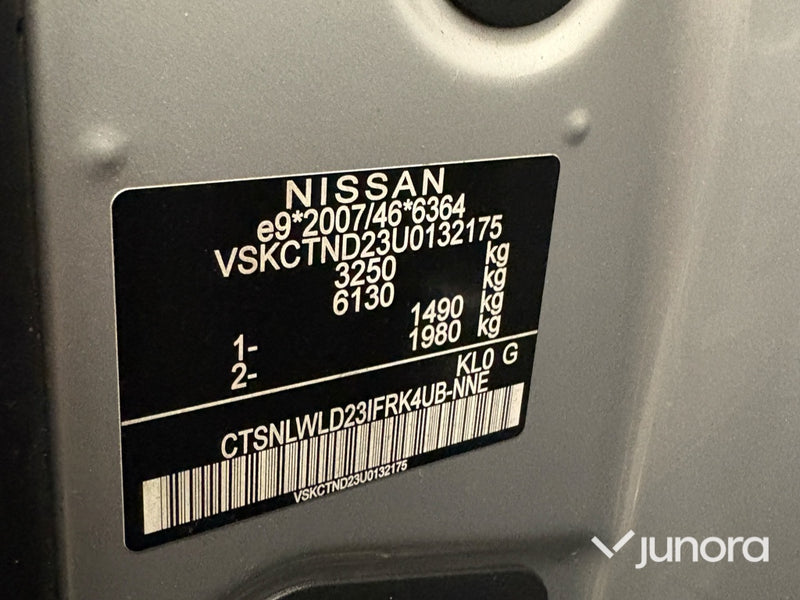 NISSAN
e9*2007/46*6364
VSKCTND23U0132175
3250 kg
6130 kg
1- 1490 kg
2- 1980 kg
KL0 G
CTSNLWLD23IFRK4UB-NNE
VSKCTND23U0132175
junora